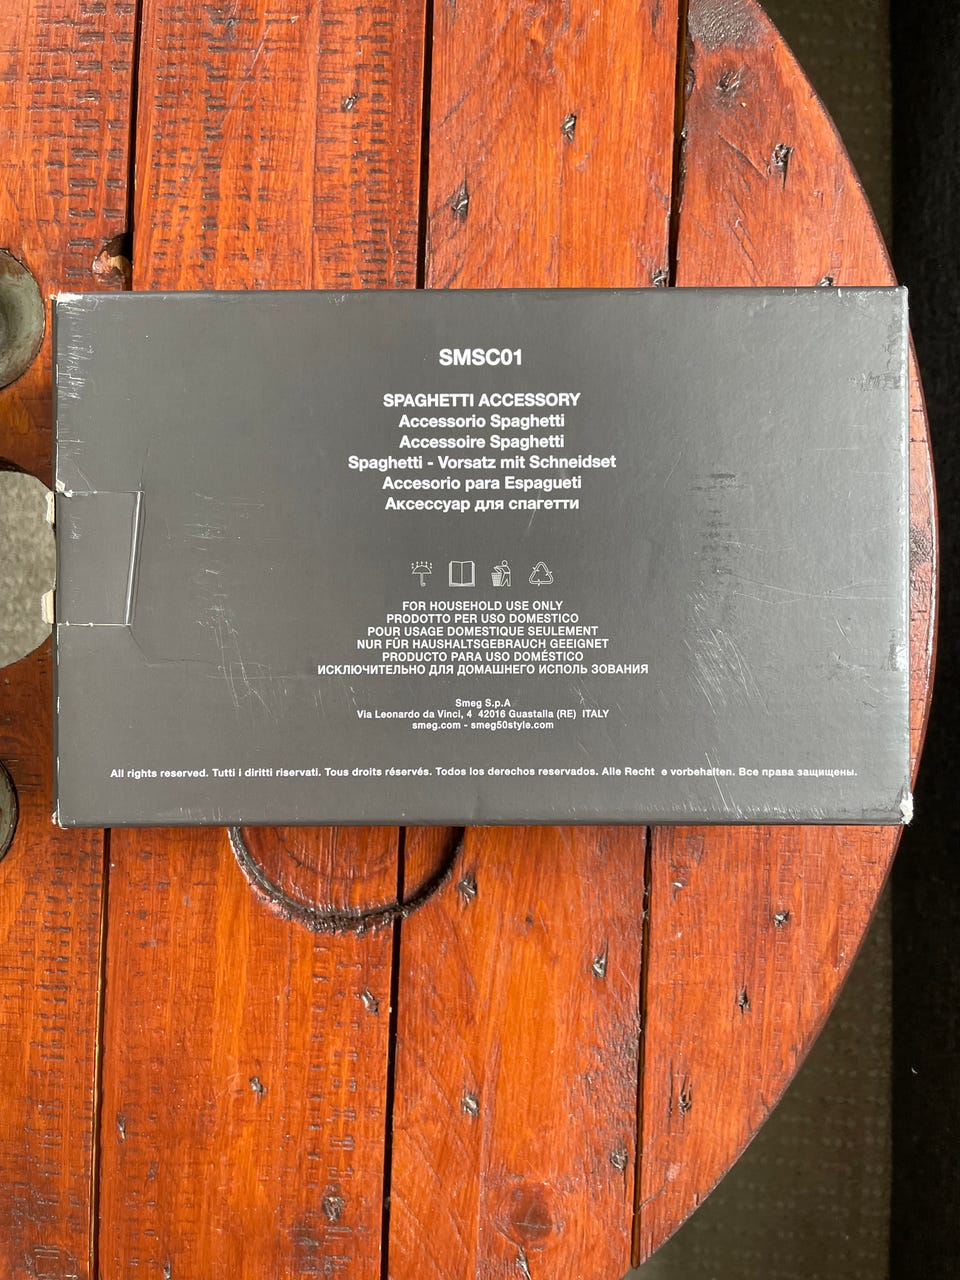 SMSC01
SPAGHETTI ACCESSORY
Accessorio Spaghetti
Accessoire Spaghetti
Spaghetti - Vorsatz mit Schneidset
Accesorio para Espagueti
Аксессуар для спагетти
FOR HOUSEHOLD USE ONLY
PRODOTTO PER USO DOMESTICO
POUR USAGE DOMESTIQUE SEULEMENT
NUR FÜR HAUSHALTSGEBRAUCH GEEIGNET
PRODUCTO PARA USO DOMÉSTICO
ИСКЛЮЧИТЕЛЬНО ДЛЯ ДОМАШНЕГО ИСПОЛЬ ЗОВАНИЯ
Smeg S.p.A
Via Leonardo da Vinci, 4 42016 Guastalla (RE) ITALY
smeg.com - smeg50style.com
All rights reserved. Tutti i diritti riservati. Tous droits réservés. Todos los derechos reservados. Alle Recht e vorbehalten. Все права защищены.